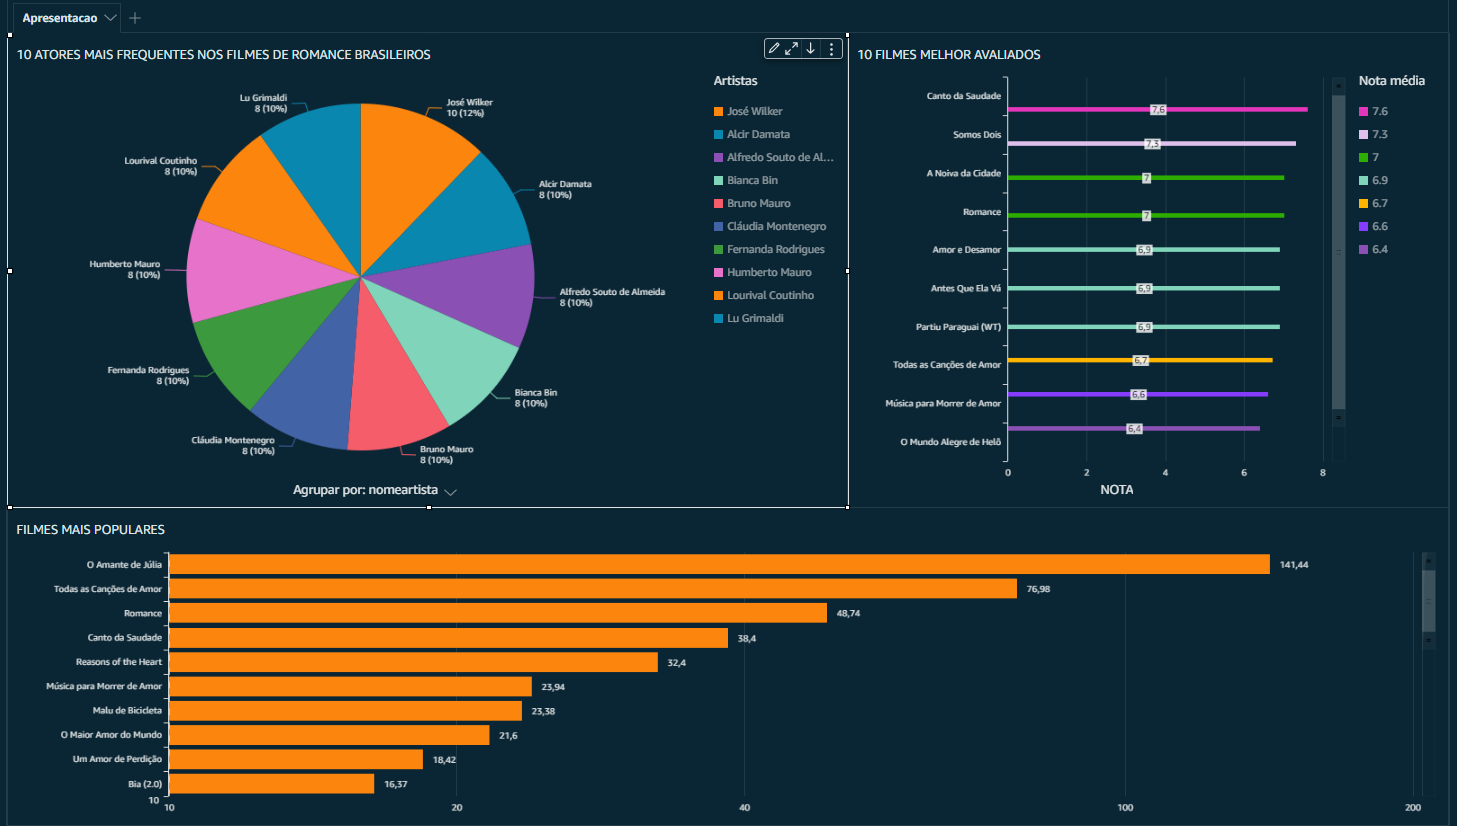 Apresentacao
10 ATORES MAIS FREQUENTES NOS FILMES DE ROMANCE BRASILEIROS
José Wilker
10 (12%)
Alcir Damata
8 (10%)
Alfredo Souto de Almeida
8 (10%)
Bianca Bin
8 (10%)
Bruno Mauro
8 (10%)
Cláudia Montenegro
8 (10%)
Fernanda Rodrigues
8 (10%)
Humberto Mauro
8 (10%)
Lourival Coutinho
8 (10%)
Lu Grimaldi
8 (10%)
Agrupar por: nomeartista
Artistas
José Wilker
Alcir Damata
Alfredo Souto de Al...
Bianca Bin
Bruno Mauro
Cláudia Montenegro
Fernanda Rodrigues
Humberto Mauro
Lourival Coutinho
Lu Grimaldi
10 FILMES MELHOR AVALIADOS
Canto da Saudade 7,6
Somos Dois 7,3
A Noiva da Cidade 7
Romance 7
Amor e Desamor 6,9
Antes Que Ela Vá 6,9
Partiu Paraguai (WT) 6,9
Todas as Canções de Amor 6,7
Música para Morrer de Amor 6,6
O Mundo Alegre de Helô 6,4
0 2 4 6 8
NOTA
Nota média
7.6
7.3
7
6.9
6.7
6.6
6.4
FILMES MAIS POPULARES
O Amante de Júlia 141,44
Todas as Canções de Amor 76,98
Romance 48,74
Canto da Saudade 38,4
Reasons of the Heart 32,4
Música para Morrer de Amor 23,94
Malu de Bicicleta 23,38
O Maior Amor do Mundo 21,6
Um Amor de Perdição 18,42
Bia (2.0) 16,37
10
10 20 40 100 200